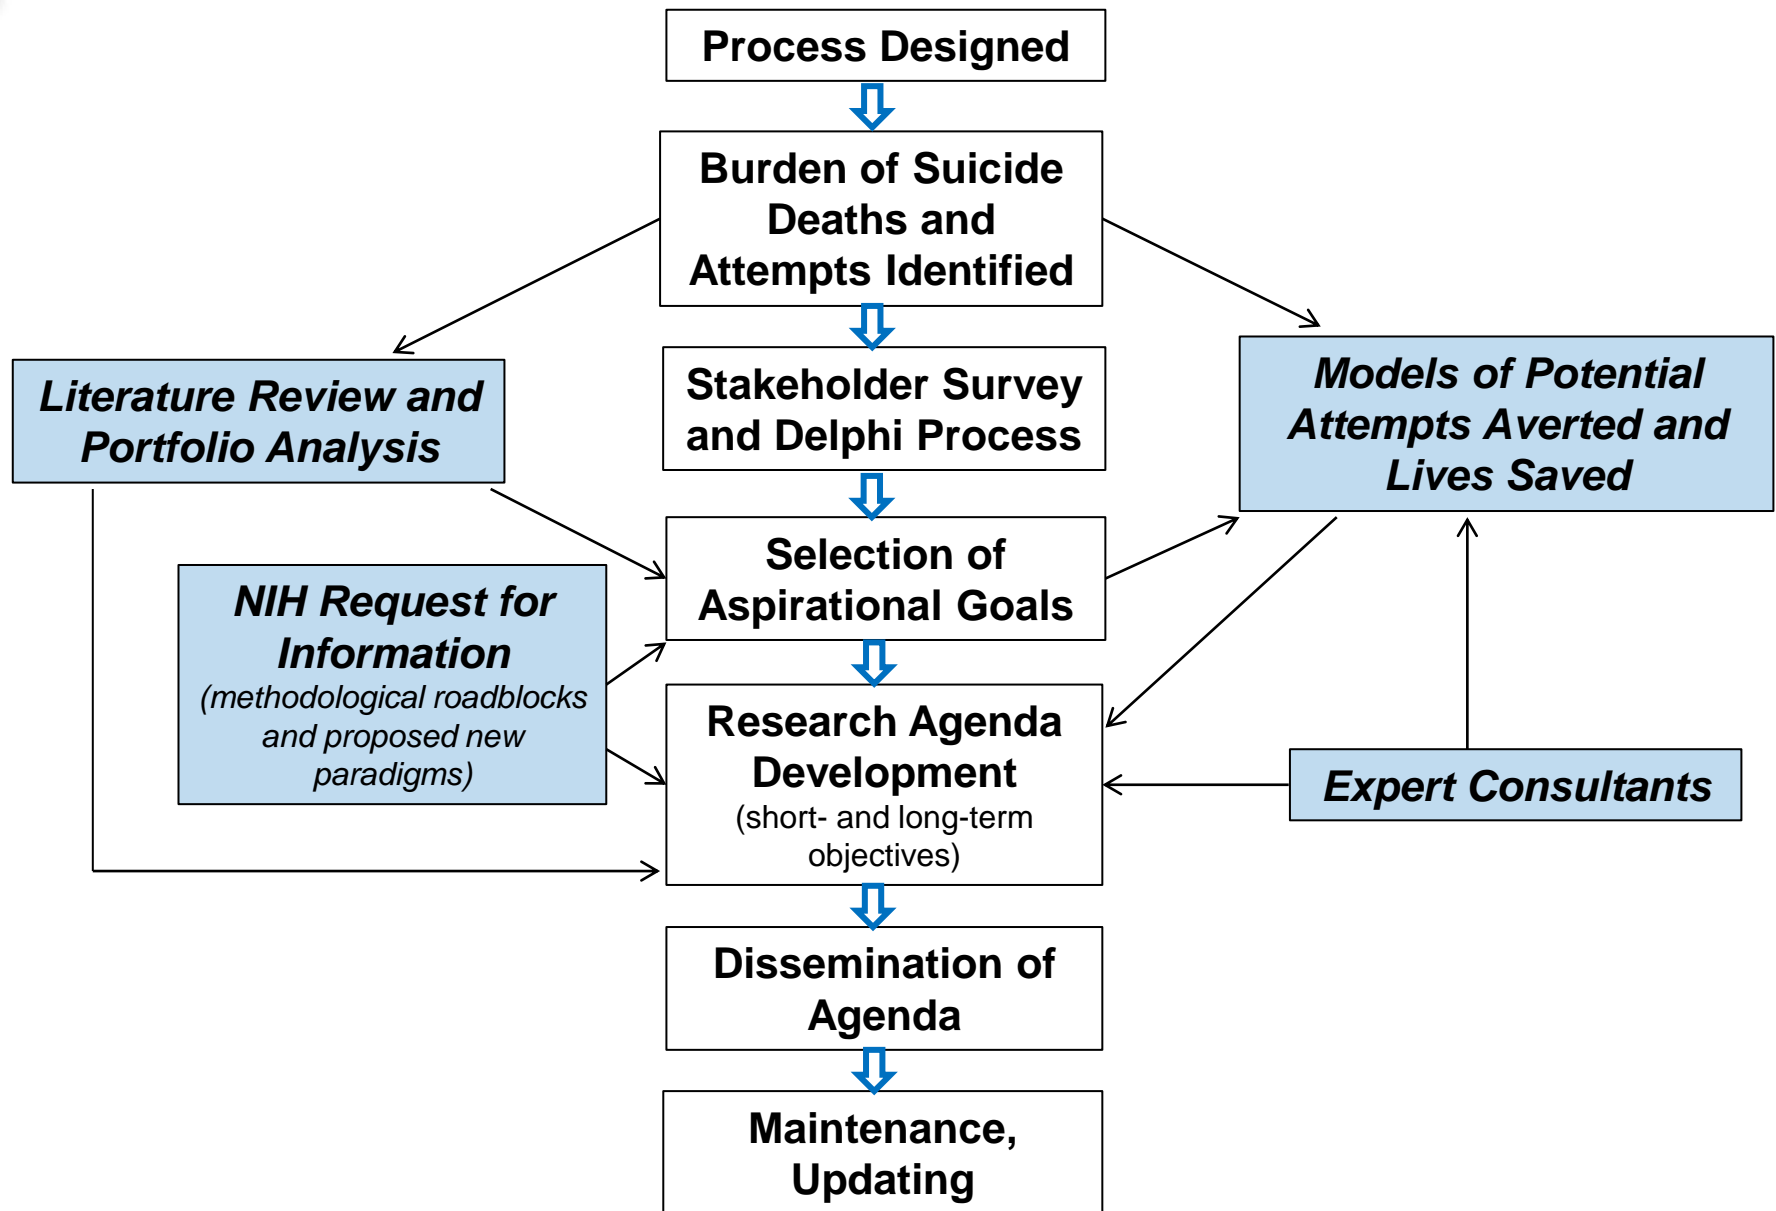 Process Designed
Burden of Suicide
Deaths and
Attempts Identified
Literature Review and
Portfolio Analysis
Stakeholder Survey
and Delphi Process
Models of Potential
Attempts Averted and
Lives Saved
Selection of
Aspirational Goals
NIH Request for
Information
(methodological roadblocks
and proposed new
paradigms)
Research Agenda
Development
(short- and long-term
objectives)
Expert Consultants
Dissemination of
Agenda
Maintenance,
Updating